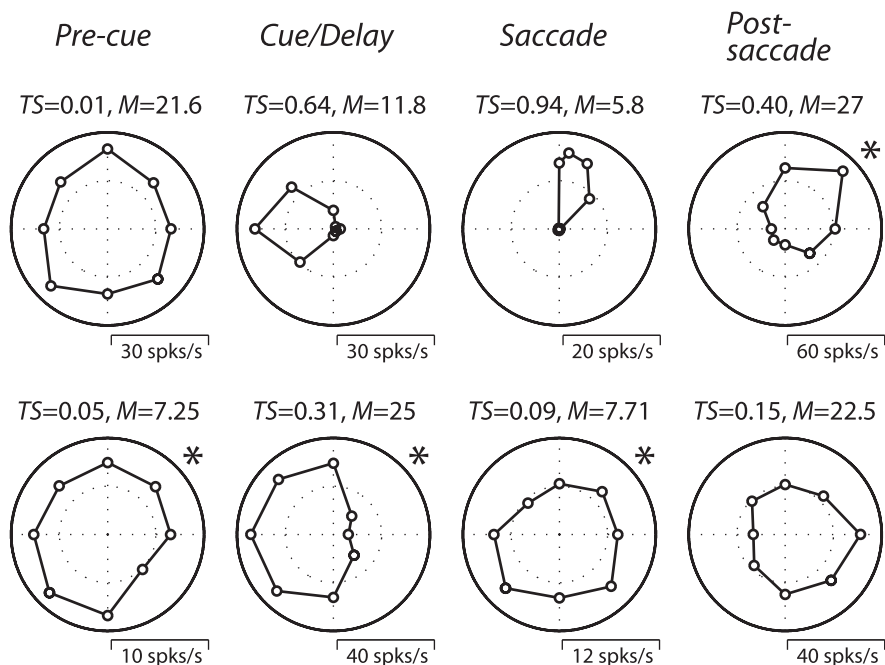 Pre-cue Cue/Delay Saccade Post-
saccade
TS=0.01, M=21.6 TS=0.64, M=11.8 TS=0.94, M=5.8 TS=0.40, M=27
*
30 spks/s 30 spks/s 20 spks/s 60 spks/s
TS=0.05, M=7.25 TS=0.31, M=25 TS=0.09, M=7.71 TS=0.15, M=22.5
* * *
10 spks/s 40 spks/s 12 spks/s 40 spks/s